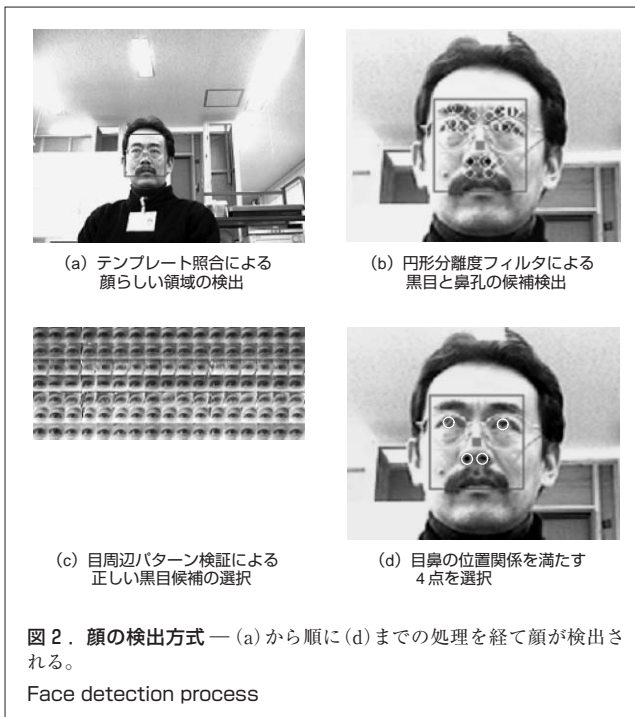 (a) テンプレート照合による
顔らしい領域の検出
(b) 円形分離度フィルタによる
黒目と鼻孔の候補検出
(c) 目周辺パターン検証による
正しい黒目候補の選択
(d) 目鼻の位置関係を満たす
4点を選択
図2．顔の検出方式 — (a)から順に(d)までの処理を経て顔が検出さ
れる。
Face detection process